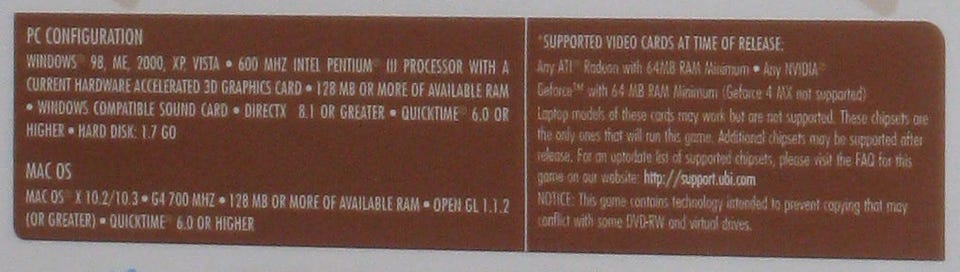 PC CONFIGURATION
WINDOWS® 98, ME, 2000, XP, VISTA • 600 MHZ INTEL PENTIUM® III PROCESSOR WITH A
CURRENT HARDWARE ACCELERATED 3D GRAPHICS CARD • 128 MB OR MORE OF AVAILABLE RAM
• WINDOWS COMPATIBLE SOUND CARD • DIRECTX 8.1 OR GREATER • QUICKTIME™ 6.0 OR
HIGHER • HARD DISK: 1.7 GO
MAC OS
MAC OS® X 10.2/10.3 • G4 700 MHZ • 128 MB OR MORE OF AVAILABLE RAM • OPEN GL 1.1.2
(OR GREATER) • QUICKTIME™ 6.0 OR HIGHER
*SUPPORTED VIDEO CARDS AT TIME OF RELEASE:
Any ATI® Radeon with 64MB RAM Minimum • Any NVIDIA®
Geforce™ with 64 MB RAM Minimum (Geforce 4 MX not supported)
Laptop models of these cards may work but are not supported. These chipsets are
the only ones that will run this game. Additional chipsets may be supported after
release. For an uptodate list of supported chipsets, please visit the FAQ for this
game on our website: http://support.ubi.com
NOTICE: This game contains technology intended to prevent copying that may
conflict with some DVD-RW and virtual drives.